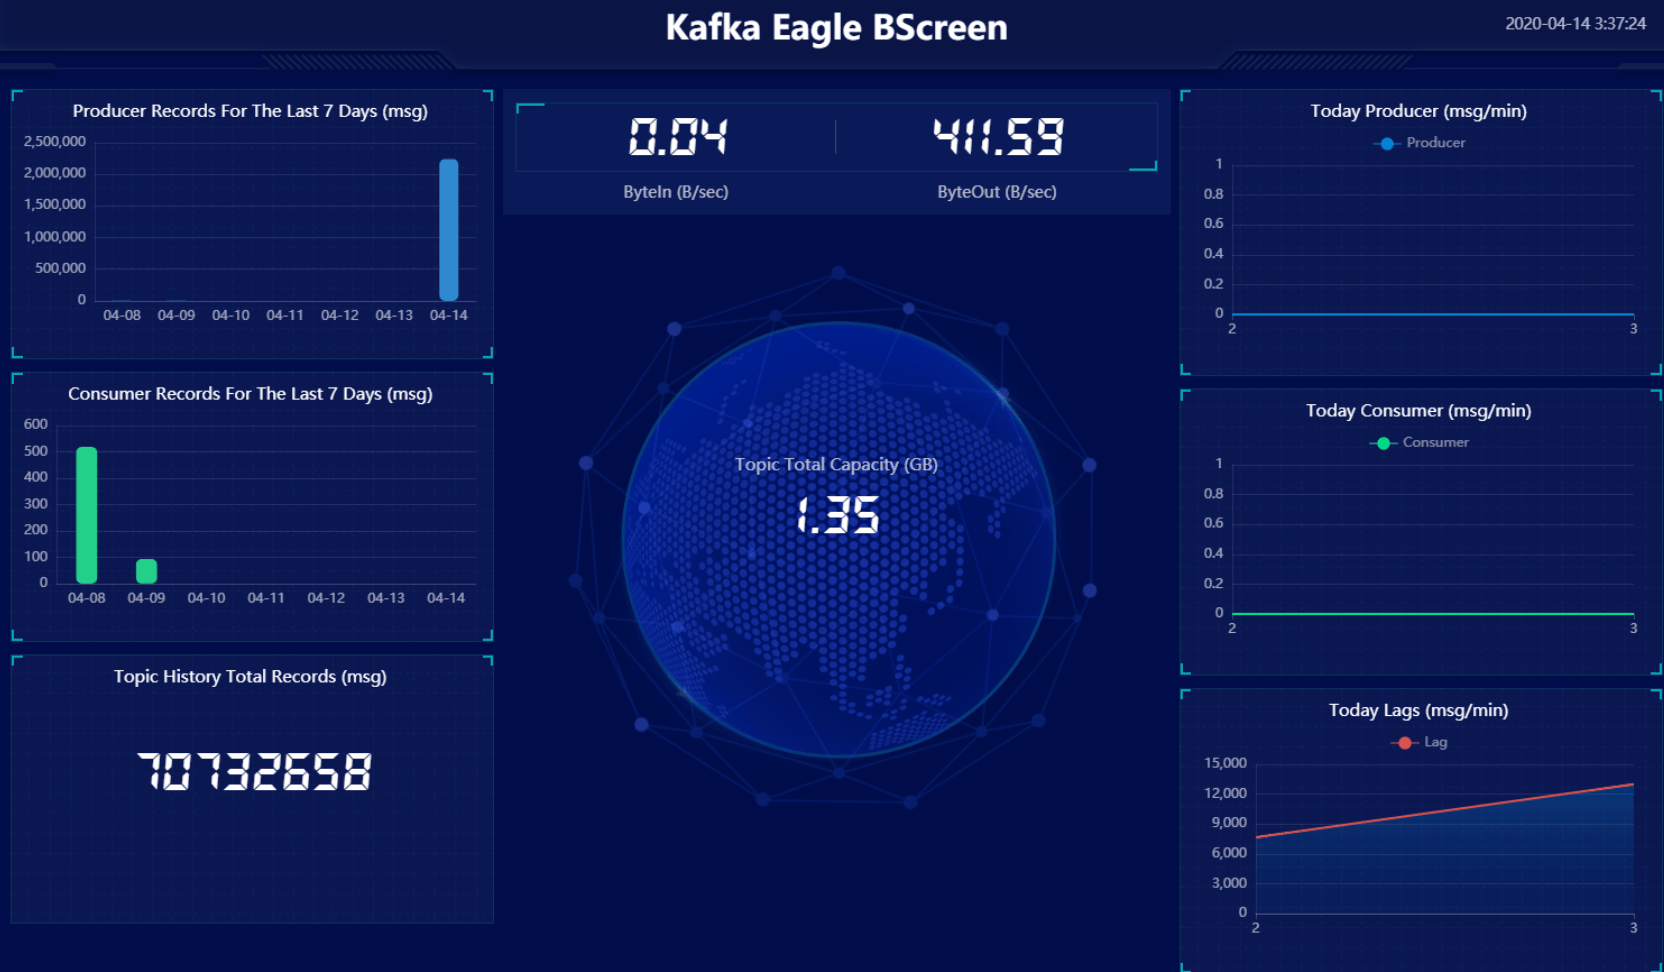 Kafka Eagle BScreen
2020-04-14 3:37:24
Producer Records For The Last 7 Days (msg)
2,500,000
2,000,000
1,500,000
1,000,000
500,000
0
04-08 04-09 04-10 04-11 04-12 04-13 04-14
Consumer Records For The Last 7 Days (msg)
600
500
400
300
200
100
0
04-08 04-09 04-10 04-11 04-12 04-13 04-14
Topic History Total Records (msg)
70732658
0.04 411.59
ByteIn (B/sec) ByteOut (B/sec)
Topic Total Capacity (GB)
1.35
Today Producer (msg/min)
Producer
1
0.8
0.6
0.4
0.2
0
2 3
Today Consumer (msg/min)
Consumer
1
0.8
0.6
0.4
0.2
0
2 3
Today Lags (msg/min)
Lag
15,000
12,000
9,000
6,000
3,000
0
2 3